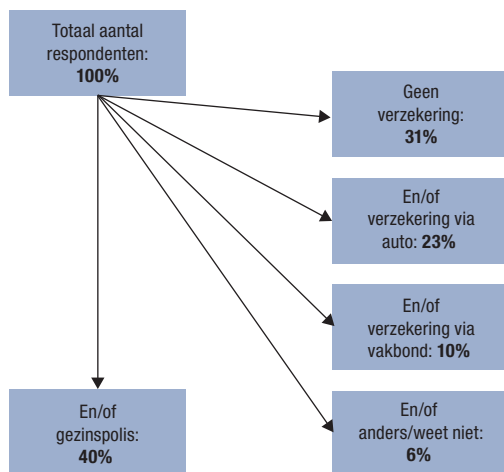 Totaal aantal
respondenten:
100%
Geen
verzekering:
31%
En/of
verzekering via
auto: 23%
En/of
verzekering via
vakbond: 10%
En/of
gezinspolis:
40%
En/of
anders/weet niet:
6%